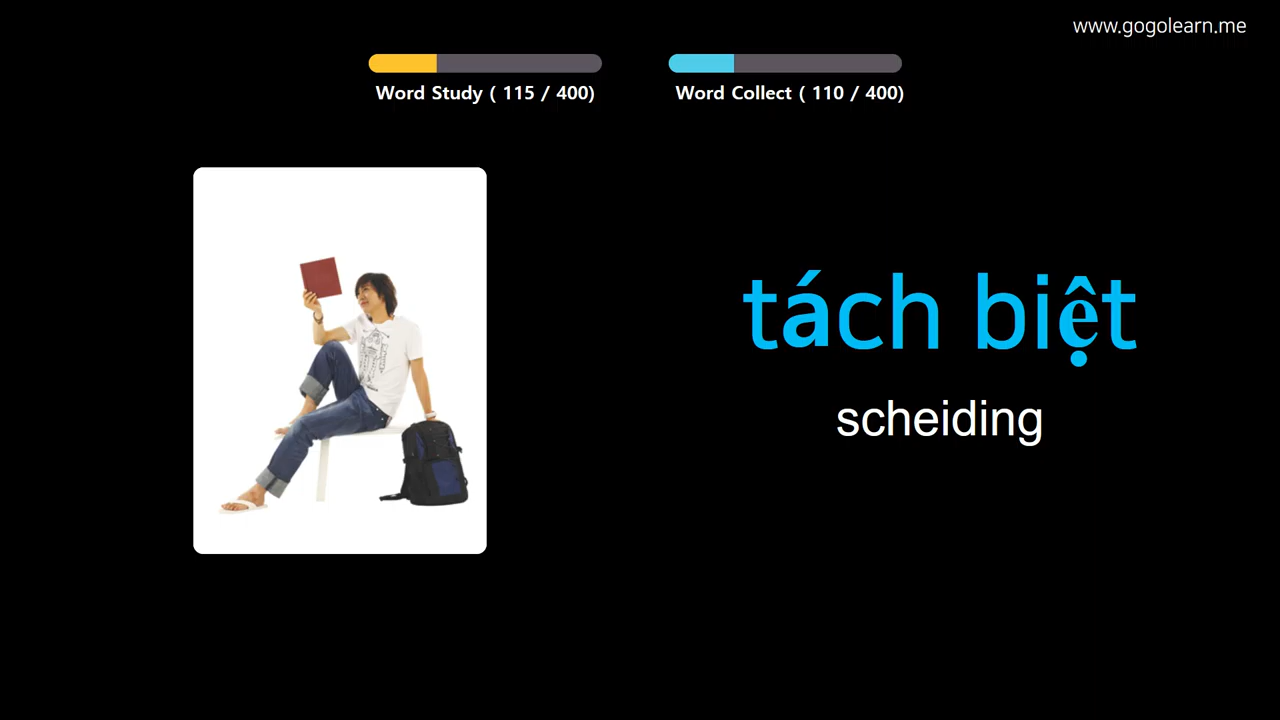 www.gogolearn.me
Word Study ( 115 / 400)
Word Collect ( 110 / 400)
tách biệt
scheiding